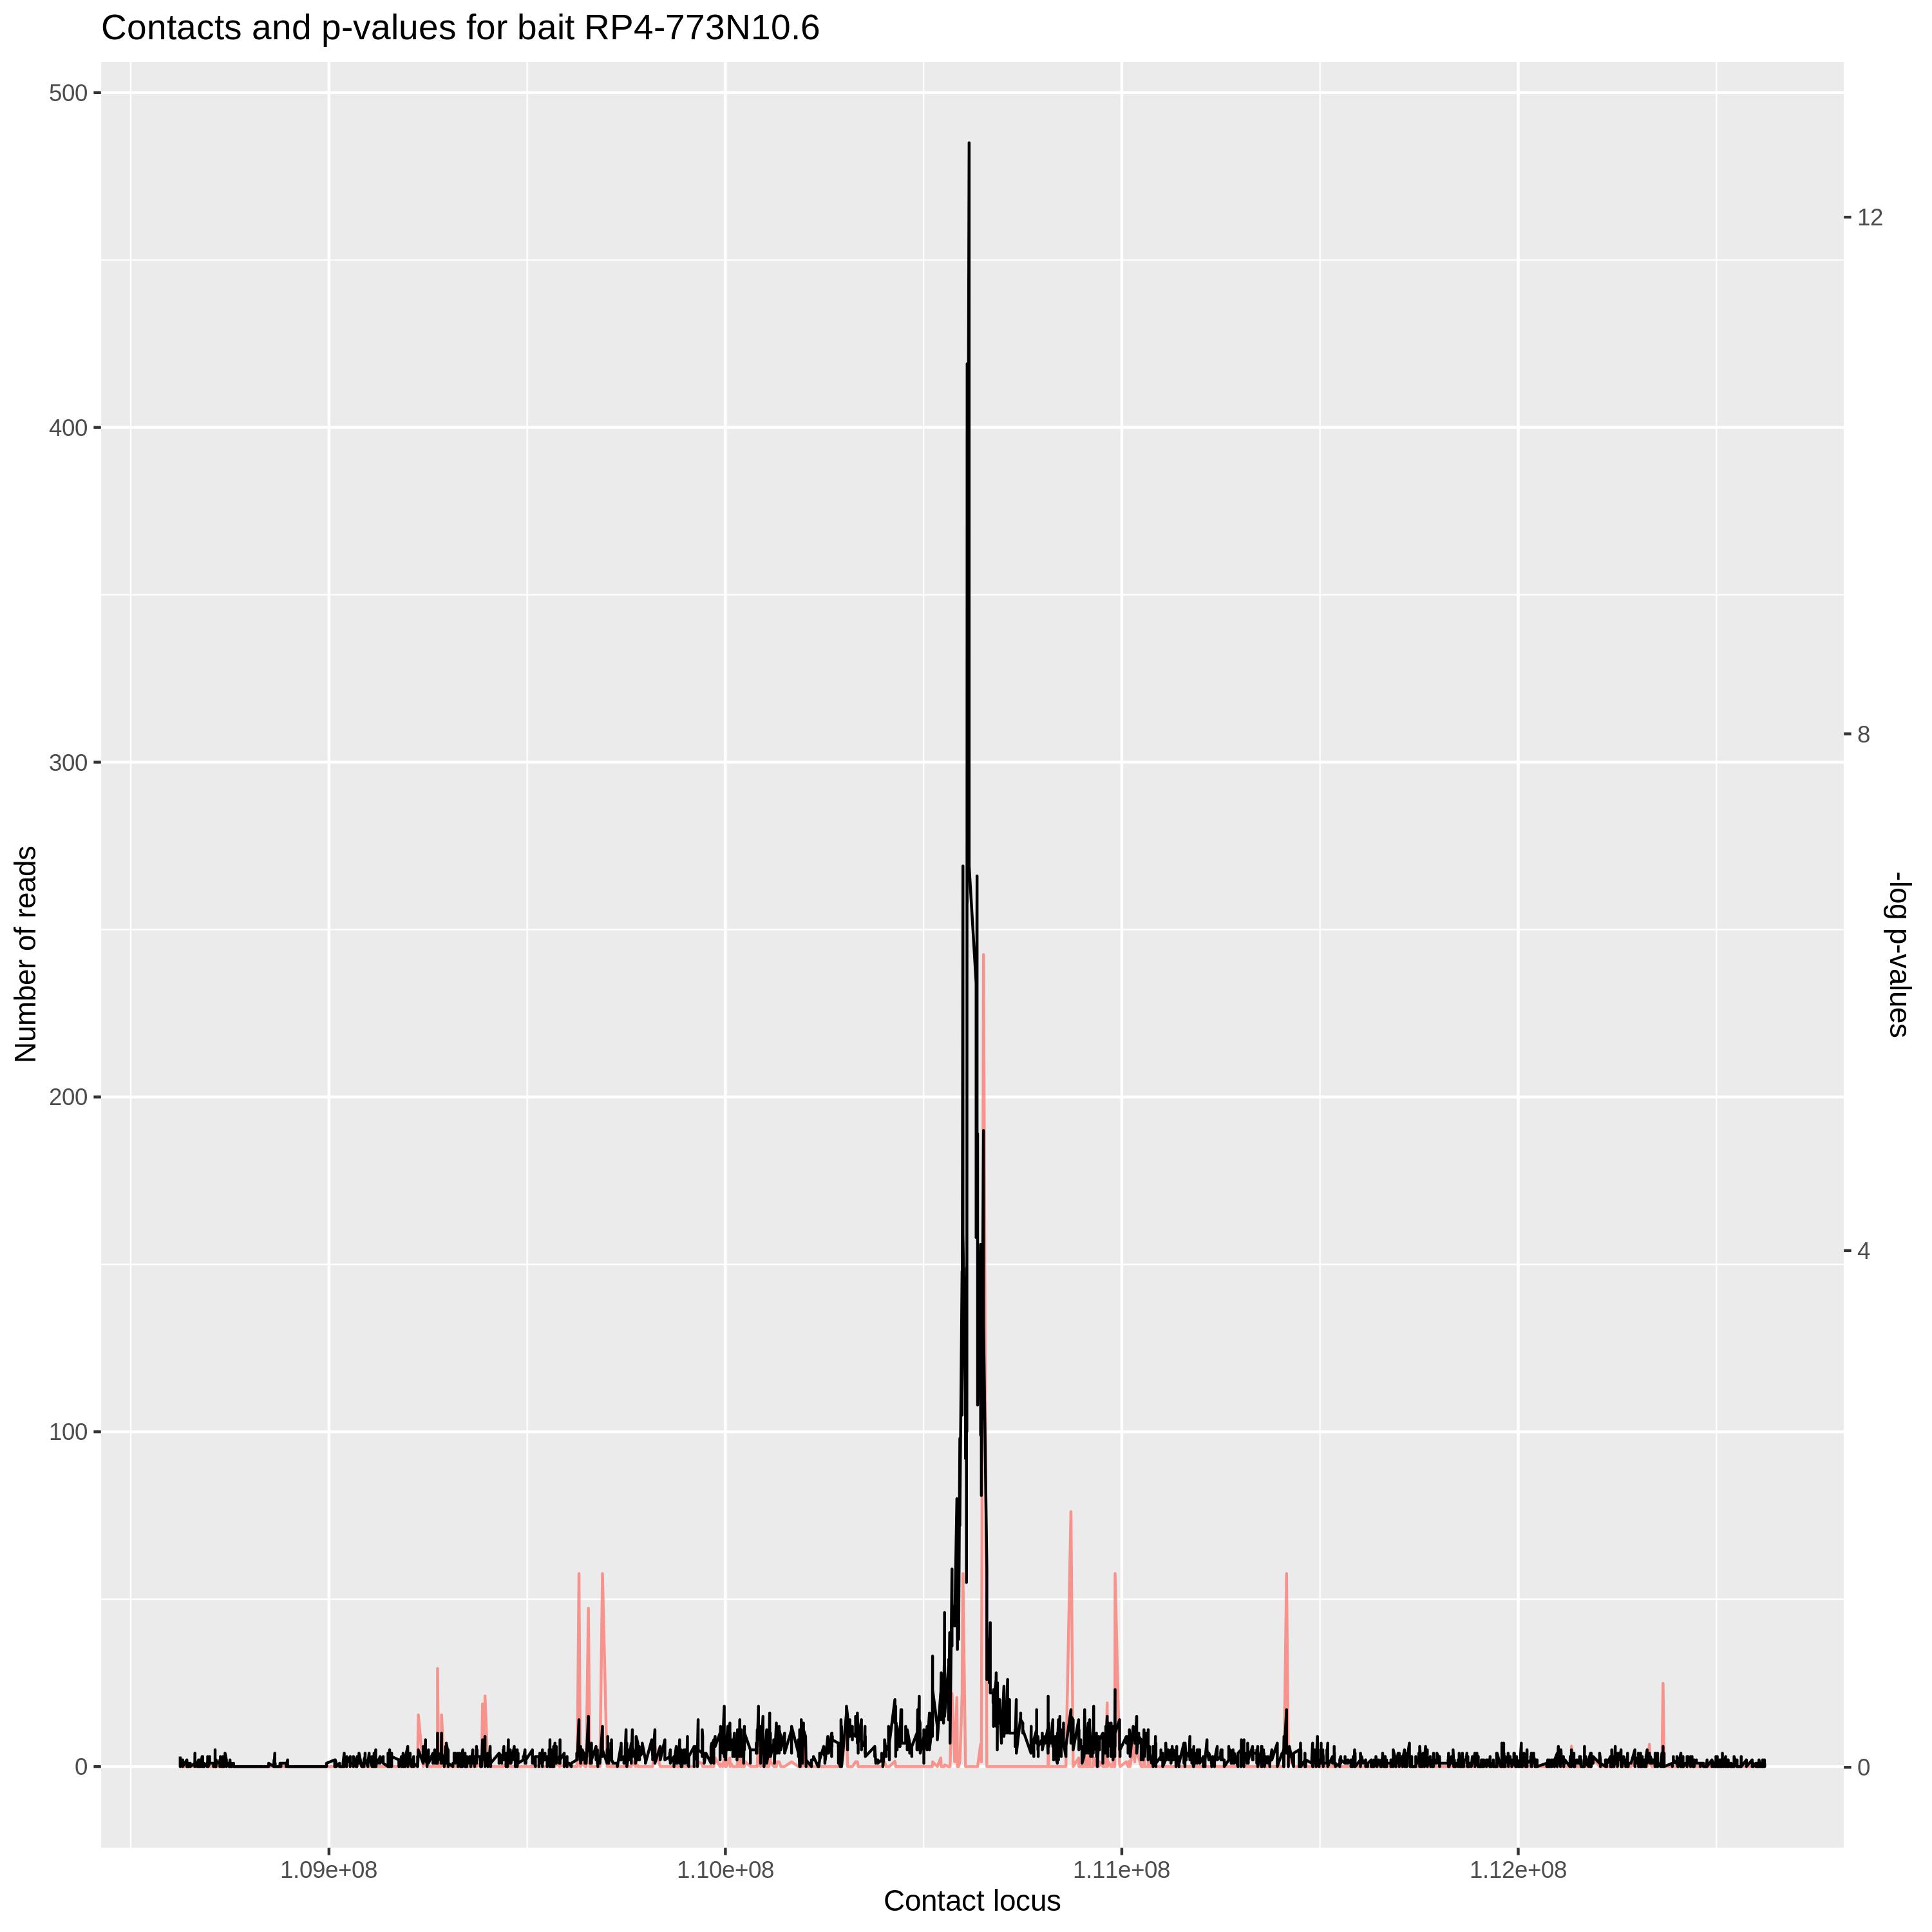 Contacts and p-values for bait RP4-773N10.6
500
400
300
200
100
0
Number of reads
12
8
4
0
-log p-values
1.09e+08
1.10e+08
1.11e+08
1.12e+08
Contact locus